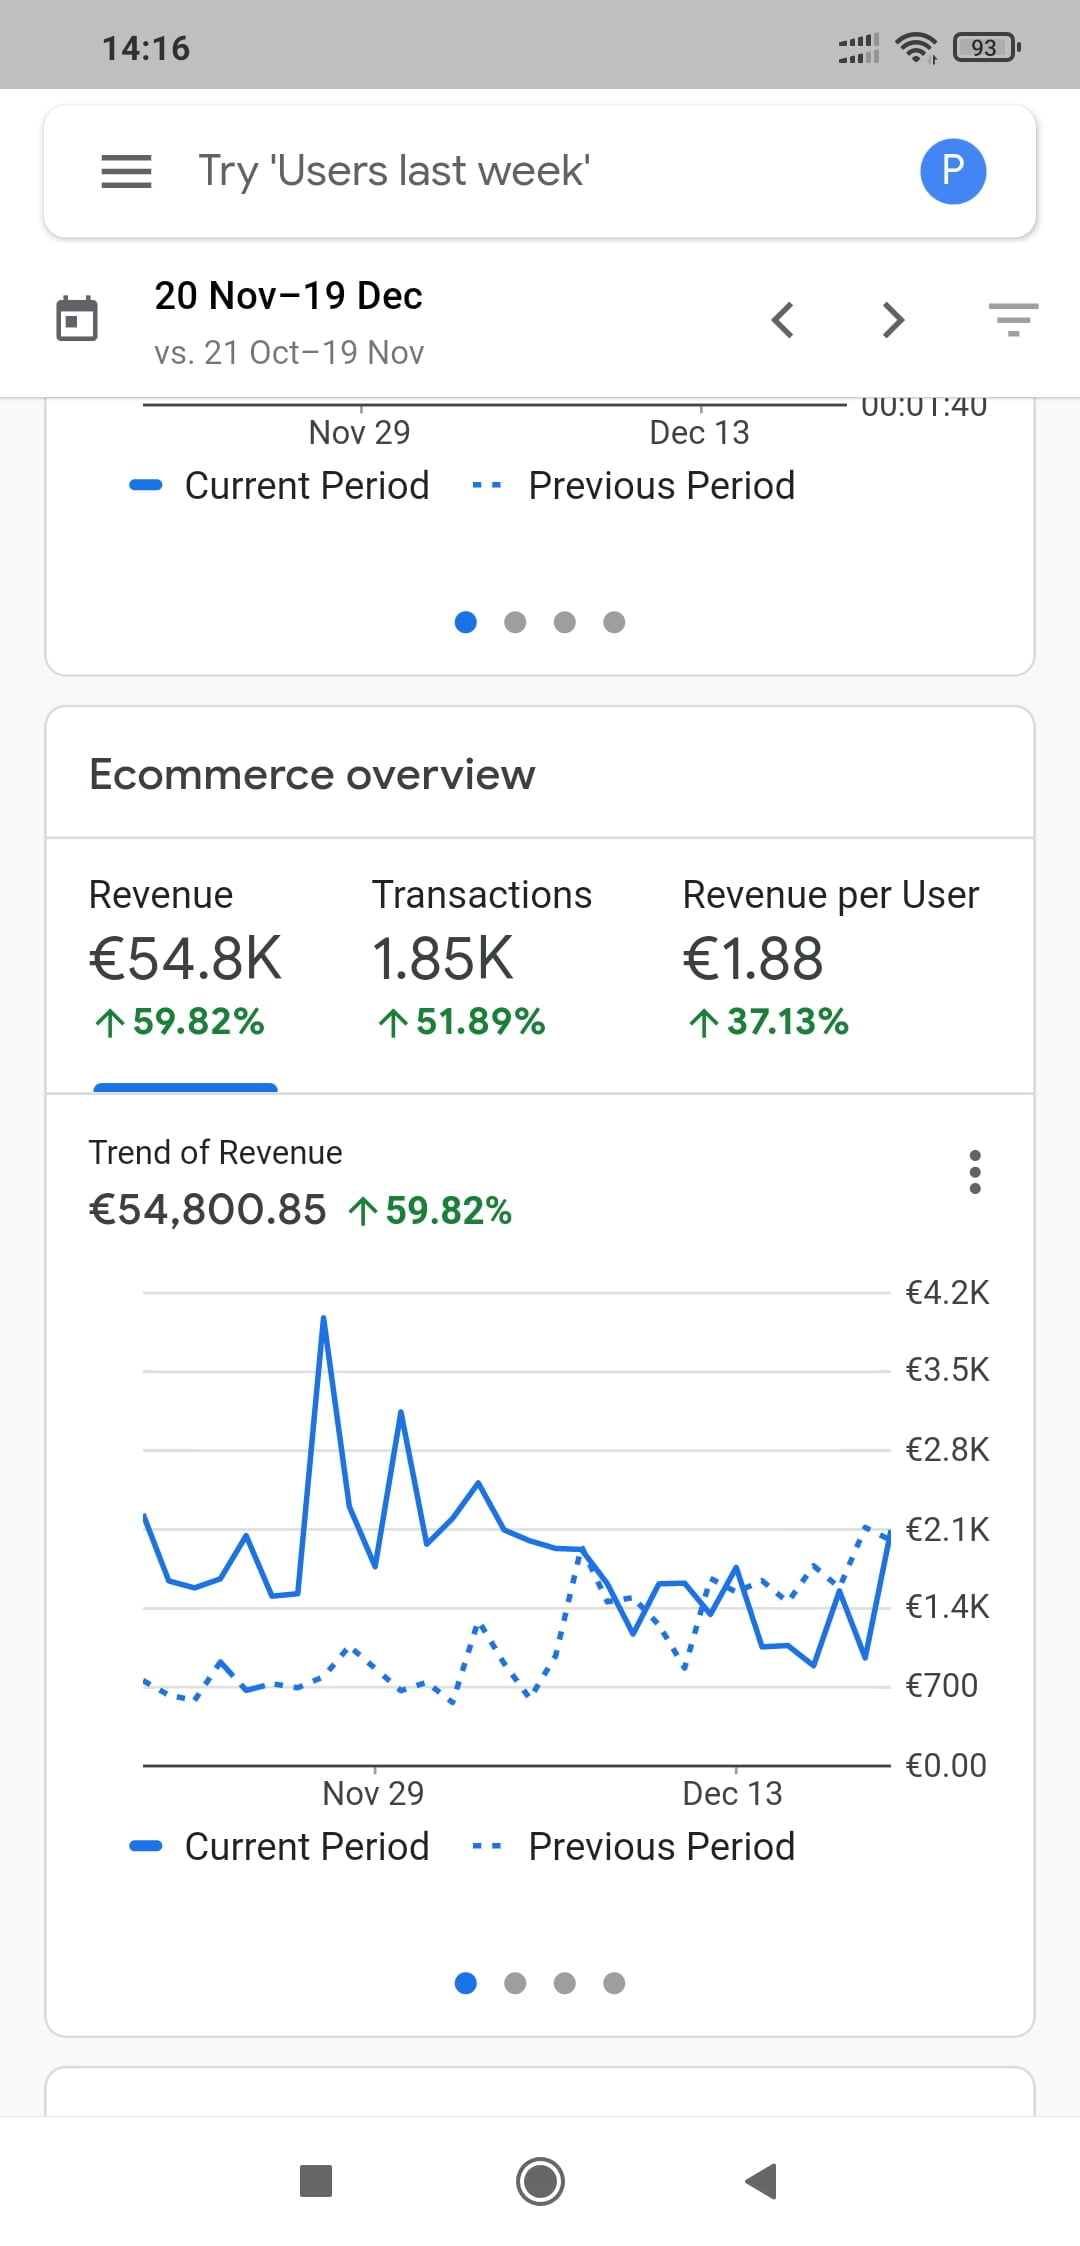 14:16
93
Try 'Users last week'
P
20 Nov–19 Dec
vs. 21 Oct–19 Nov
00:01:40
Nov 29 Dec 13
Current Period Previous Period
Ecommerce overview
Revenue Transactions Revenue per User
€54.8K 1.85K €1.88
↑59.82% ↑51.89% ↑37.13%
Trend of Revenue
€54,800.85 ↑59.82%
€4.2K
€3.5K
€2.8K
€2.1K
€1.4K
€700
€0.00
Nov 29 Dec 13
Current Period Previous Period